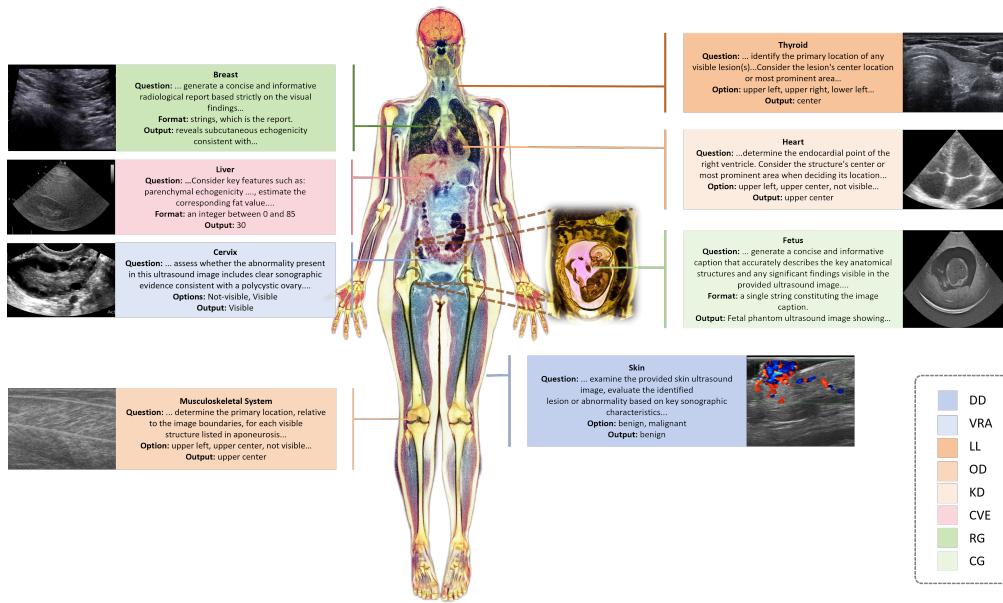 Breast
Question: ... generate a concise and informative
radiological report based strictly on the visual
findings...
Format: strings, which is the report.
Output: reveals subcutaneous echogenicity
consistent with...
Liver
Question: ...Consider key features such as:
parenchymal echogenicity ...., estimate the
corresponding fat value....
Format: an integer between 0 and 85
Output: 30
Cervix
Question: ... assess whether the abnormality present
in this ultrasound image includes clear sonographic
evidence consistent with a polycystic ovary....
Options: Not-visible, Visible
Output: Visible
Musculoskeletal System
Question: ... determine the primary location, relative
to the image boundaries, for each visible
structure listed in aponeurosis...
Option: upper left, upper center, not visible...
Output: upper center
Thyroid
Question: ... identify the primary location of any
visible lesion(s)...Consider the lesion's center location
or most prominent area...
Option: upper left, upper right, lower left...
Output: center
Heart
Question: ...determine the endocardial point of the
right ventricle. Consider the structure's center or
most prominent area when deciding its location...
Option: upper left, upper center, not visible...
Output: upper center
Fetus
Question: ... generate a concise and informative
caption that accurately describes the key anatomical
structures and any significant findings visible in the
provided ultrasound image....
Format: a single string constituting the image
caption.
Output: Fetal phantom ultrasound image showing...
Skin
Question: ... examine the provided skin ultrasound
image, evaluate the identified
lesion or abnormality based on key sonographic
characteristics...
Option: benign, malignant
Output: benign
DD
VRA
LL
OD
KD
CVE
RG
CG